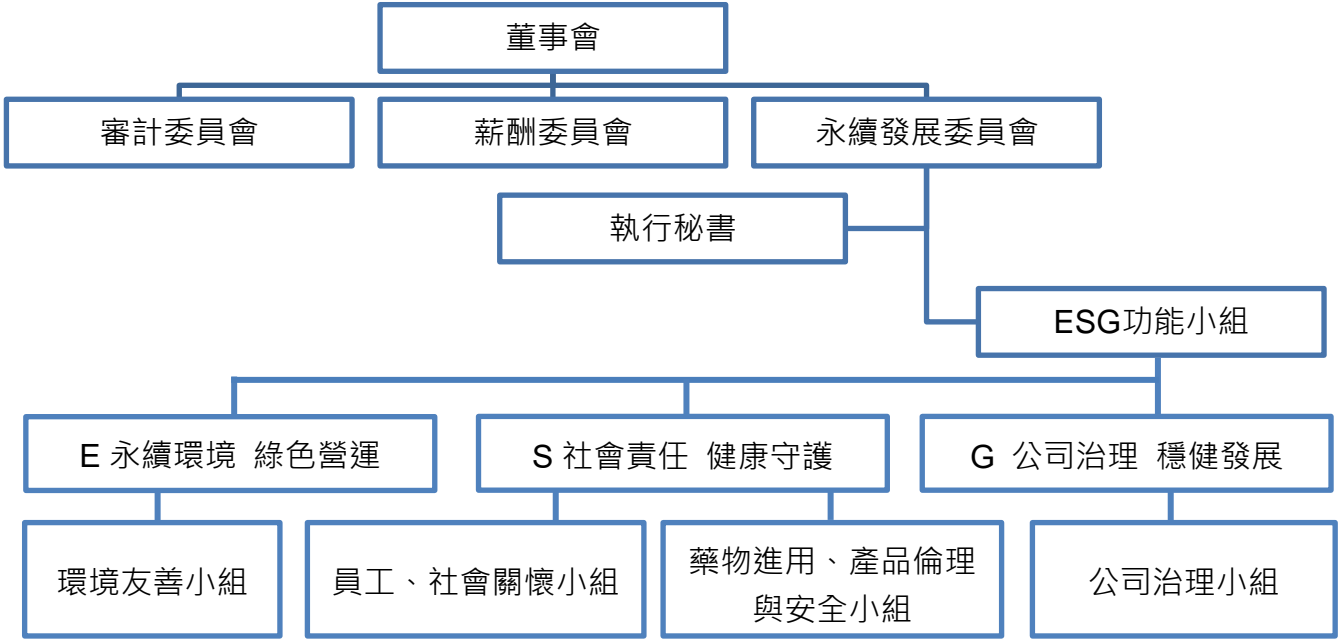 董事會
審計委員會
薪酬委員會
永續發展委員會
執行秘書
ESG功能小組
E 永續環境 綠色營運
S 社會責任 健康守護
G 公司治理 穩健發展
環境友善小組
員工、社會關懷小組
藥物進用、產品倫理
與安全小組
公司治理小組